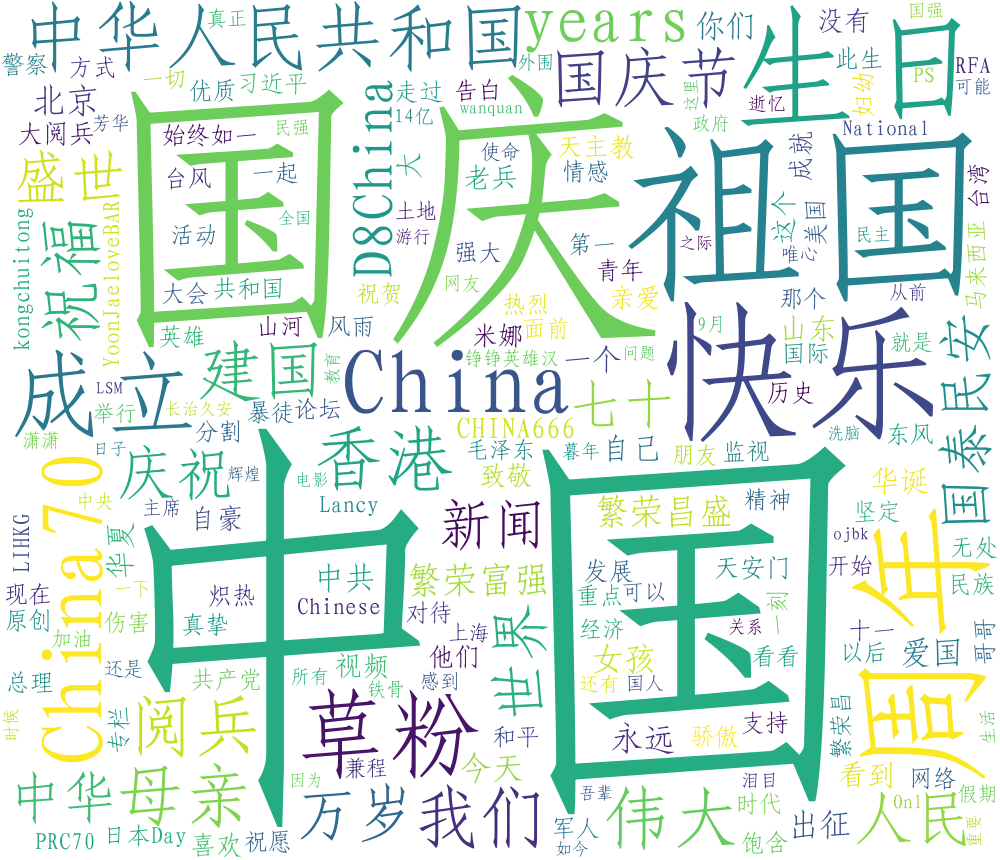 中华人民共和国
years
你们
没有
国强
生日
真正
警察
方式
一切
优质
习近平
外围
国庆节
此生
PS
RFA
可能
北京
走过
告白
wanquan
这里
逝忆
妇幼
14亿
大阅兵
芳华
国庆
始终如一
民强
D8China
使命
天主教
政府
National
盛世
台风
一起
大
老兵
情感
祖国
成就
台湾
全国
土地
祝福
kongchuitong
YoonJaeloveBAR
活动
游行
强大
第一
之际
这个
唯心
美国
民主
马来西亚
大会
共和国
祝贺
网友
青年
热烈
亲爱
那个
从前
英雄
山河
风雨
米娜
面前
快乐
9月
山东
成立
建国
教育
China
铮铮英雄汉
一个
问题
国际
就是
国泰民安
LSM
举行
长治久安
暴徒
论坛
七十
历史
潇潇
日子
分割
CHINA666
洗脑
东风
China70
庆祝
辉煌
电影
香港
毛泽东
暮年
自己
朋友
监视
致敬
华诞
中央
主席
自豪
Lancy
新闻
繁荣昌盛
精神
坚定
LIHKG
华夏
中国
周年
ojbk
无处
现在
一下
炽热
中共
繁荣富强
发展
天安门
开始
民族
原创
伤害
真挚
Chinese
对待
重点
可以
一刻
加油
上海
世界
经济
关系
十一
哥哥
还是
他们
女孩
看看
以后
爱国
总理
共产党
所有
视频
感到
还有
国人
铁骨
时候
专栏
阅兵
草粉
和平
永远
骄傲
支持
繁荣昌
生活
中华
母亲
因为
兼程
今天
泪目
看到
网络
万岁
我们
吾辈
伟大
时代
Onl
假期
PRC70
日本Day
喜欢
祝愿
军人
如今
饱含
出征
人民
重要